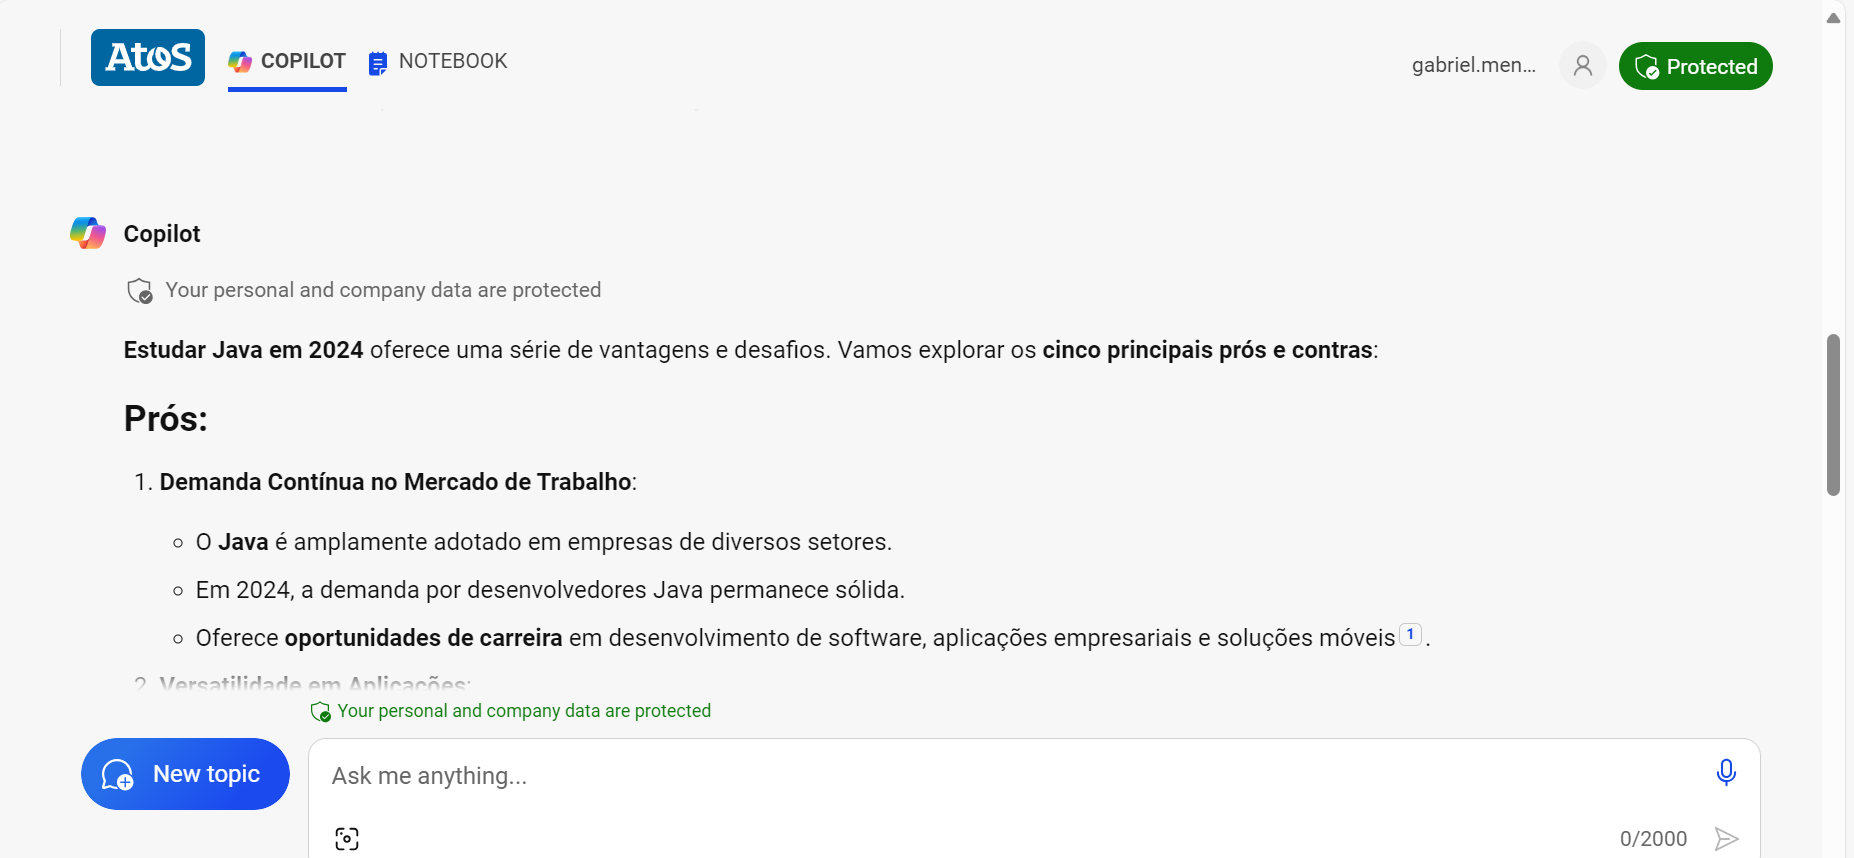 Atos
COPILOT
NOTEBOOK
gabriel.men...
Protected
Copilot
Your personal and company data are protected
Estudar Java em 2024 oferece uma série de vantagens e desafios. Vamos explorar os cinco principais prós e contras:
Prós:
1. Demanda Contínua no Mercado de Trabalho:
O Java é amplamente adotado em empresas de diversos setores.
Em 2024, a demanda por desenvolvedores Java permanece sólida.
Oferece oportunidades de carreira em desenvolvimento de software, aplicações empresariais e soluções móveis 1 .
2. Versatilidade em Aplicações:
Your personal and company data are protected
New topic
Ask me anything...
0/2000